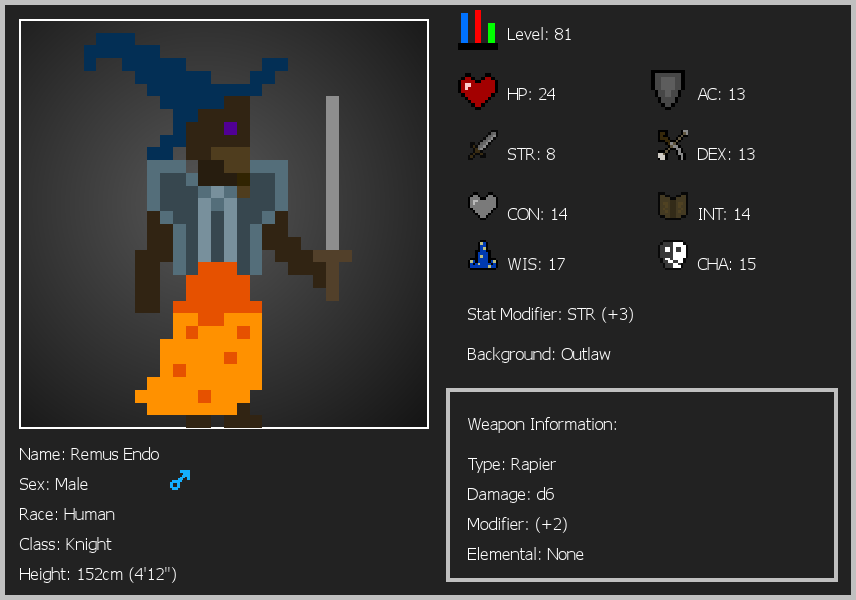 Level: 81
HP: 24
AC: 13
STR: 8
DEX: 13
CON: 14
INT: 14
WIS: 17
CHA: 15
Stat Modifier: STR (+3)
Background: Outlaw
Weapon Information:
Type: Rapier
Damage: d6
Modifier: (+2)
Elemental: None
Name: Remus Endo
Sex: Male
Race: Human
Class: Knight
Height: 152cm (4'12")